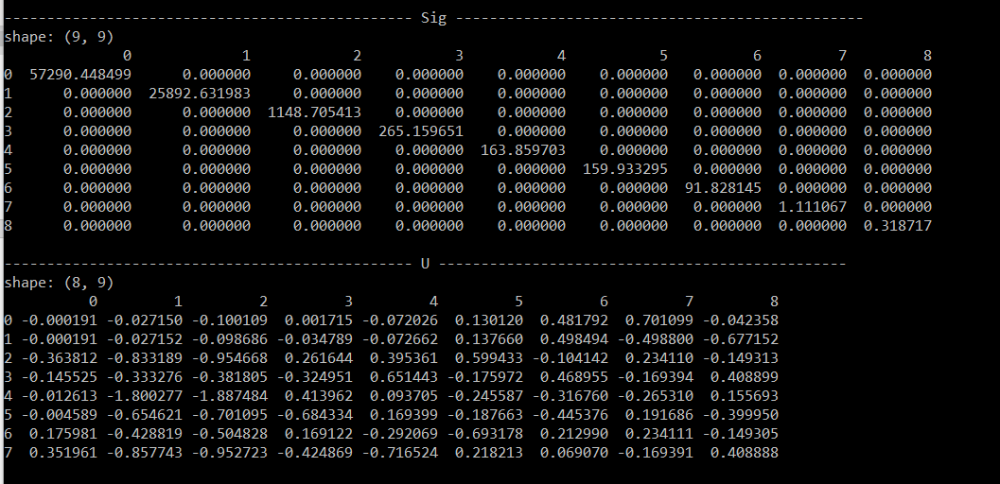 ------------------------------------------------ Sig ------------------------------------------------
shape: (9, 9)
0 1 2 3 4 5 6 7 8
0 57290.448499 0.000000 0.000000 0.000000 0.000000 0.000000 0.000000 0.000000 0.000000
1 0.000000 25892.631983 0.000000 0.000000 0.000000 0.000000 0.000000 0.000000 0.000000
2 0.000000 0.000000 1148.705413 0.000000 0.000000 0.000000 0.000000 0.000000 0.000000
3 0.000000 0.000000 0.000000 265.159651 0.000000 0.000000 0.000000 0.000000 0.000000
4 0.000000 0.000000 0.000000 0.000000 163.859703 0.000000 0.000000 0.000000 0.000000
5 0.000000 0.000000 0.000000 0.000000 0.000000 159.933295 0.000000 0.000000 0.000000
6 0.000000 0.000000 0.000000 0.000000 0.000000 0.000000 91.828145 0.000000 0.000000
7 0.000000 0.000000 0.000000 0.000000 0.000000 0.000000 0.000000 1.111067 0.000000
8 0.000000 0.000000 0.000000 0.000000 0.000000 0.000000 0.000000 0.000000 0.318717
------------------------------------------------ U ------------------------------------------------
shape: (8, 9)
0 1 2 3 4 5 6 7 8
0 -0.000191 -0.027150 -0.100109 0.001715 -0.072026 0.130120 0.481792 0.701099 -0.042358
1 -0.000191 -0.027152 -0.098686 -0.034789 -0.072662 0.137660 0.498494 -0.498800 -0.677152
2 -0.363812 -0.833189 -0.954668 0.261644 0.395361 0.599433 -0.104142 0.234110 -0.149313
3 -0.145525 -0.333276 -0.381805 -0.324951 0.651443 -0.175972 0.468955 -0.169394 0.408899
4 -0.012613 -1.800277 -1.887484 0.413962 0.093705 -0.245587 -0.316760 -0.265310 0.155693
5 -0.004589 -0.654621 -0.701095 -0.684334 0.169399 -0.187663 -0.445376 0.191686 -0.399950
6 0.175981 -0.428819 -0.504828 0.169122 -0.292069 -0.693178 0.212990 0.234111 -0.149305
7 0.351961 -0.857743 -0.952723 -0.424869 -0.716524 0.218213 0.069070 -0.169391 0.408888